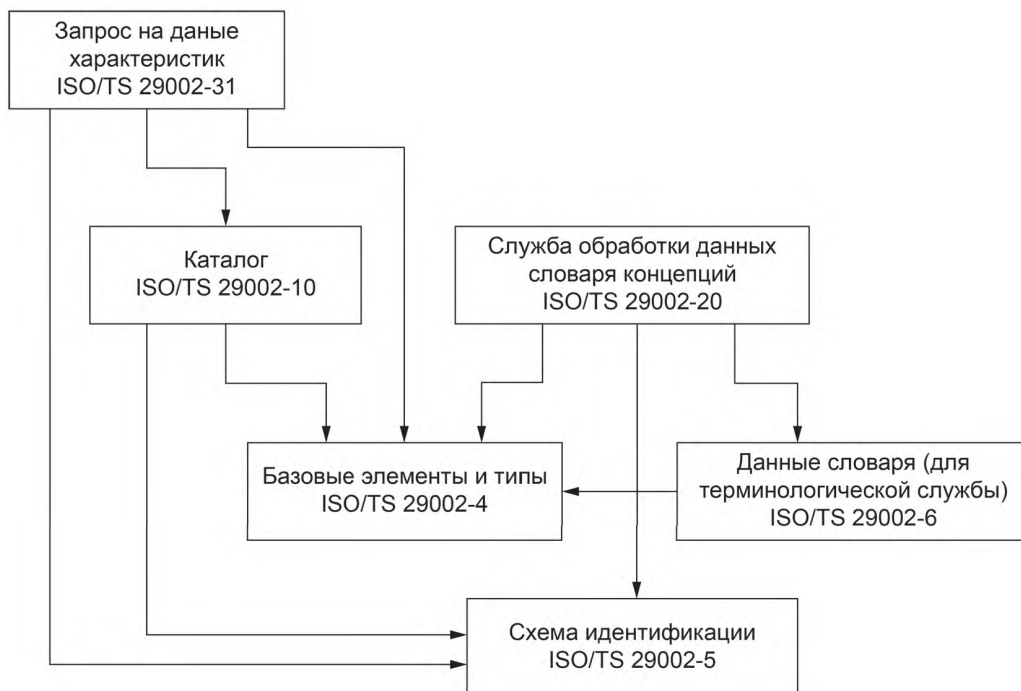 Запрос на даные
характеристик
ISO/TS 29002-31
Каталог
ISO/TS 29002-10
Служба обработки данных
словаря концепций
ISO/TS 29002-20
Базовые элементы и типы
ISO/TS 29002-4
Данные словаря (для
терминологической службы)
ISO/TS 29002-6
Схема идентификации
ISO/TS 29002-5